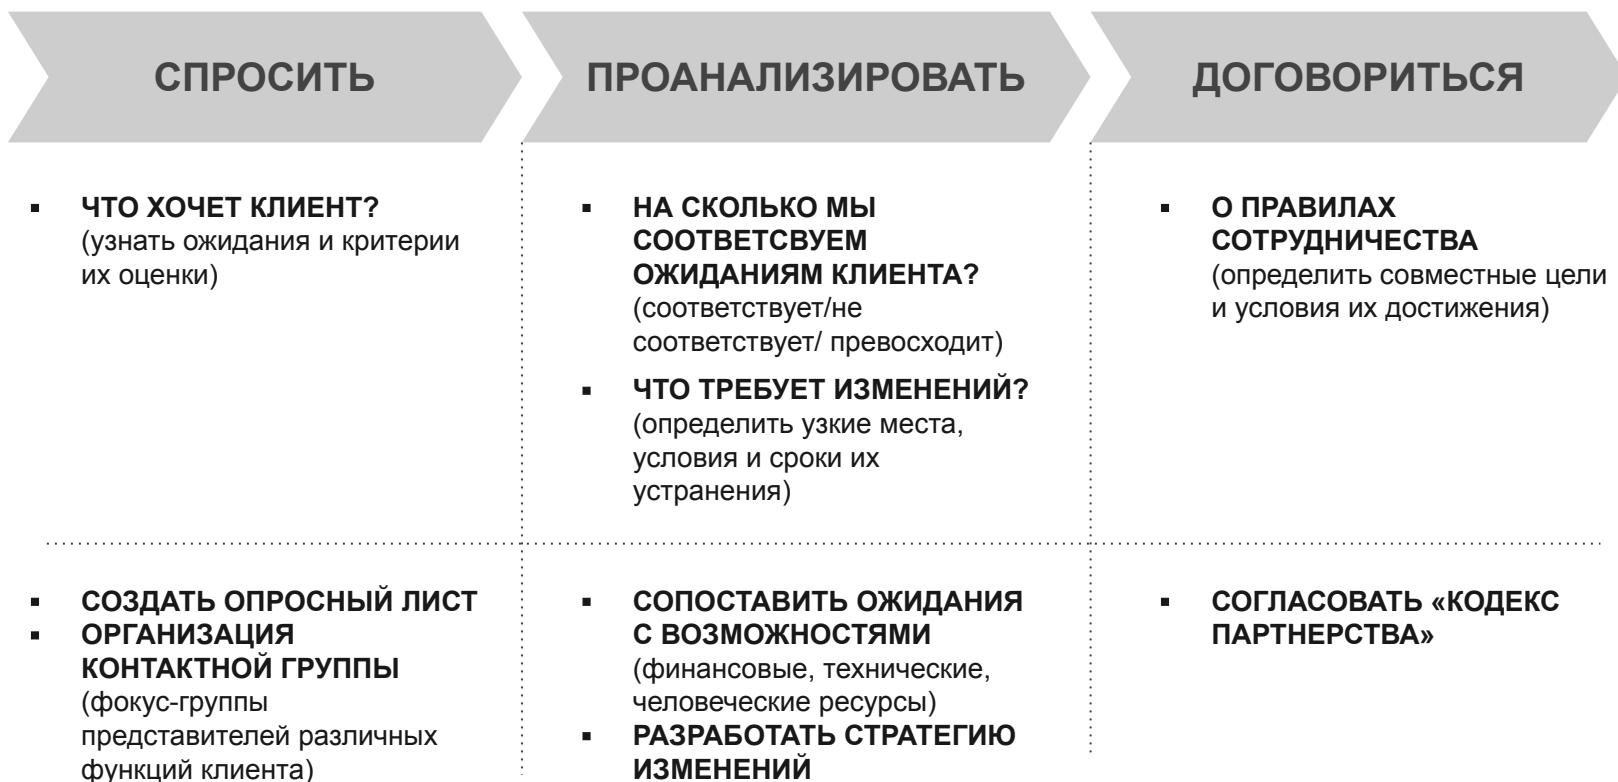 СПРОСИТЬ
ПРОАНАЛИЗИРОВАТЬ
ДОГОВОРИТЬСЯ
▪ ЧТО ХОЧЕТ КЛИЕНТ?
(узнать ожидания и критерии
их оценки)
▪ НА СКОЛЬКО МЫ
СООТВЕТСВУЕМ
ОЖИДАНИЯМ КЛИЕНТА?
(соответствует/не
соответствует/ превосходит)
▪ ЧТО ТРЕБУЕТ ИЗМЕНЕНИЙ?
(определить узкие места,
условия и сроки их
устранения)
▪ О ПРАВИЛАХ
СОТРУДНИЧЕСТВА
(определить совместные цели
и условия их достижения)
▪ СОЗДАТЬ ОПРОСНЫЙ ЛИСТ
▪ ОРГАНИЗАЦИЯ
КОНТАКТНОЙ ГРУППЫ
(фокус-группы
представителей различных
функций клиента)
▪ СОПОСТАВИТЬ ОЖИДАНИЯ
С ВОЗМОЖНОСТЯМИ
(финансовые, технические,
человеческие ресурсы)
▪ РАЗРАБОТАТЬ СТРАТЕГИЮ
ИЗМЕНЕНИЙ
▪ СОГЛАСОВАТЬ «КОДЕКС
ПАРТНЕРСТВА»